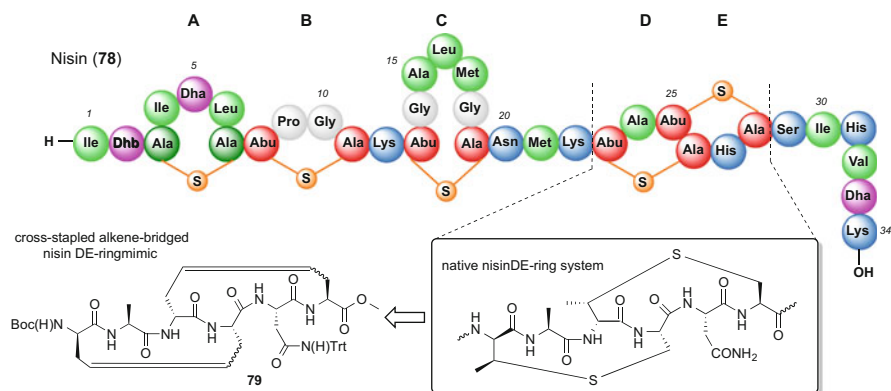 A B C D E
Nisin (78)
H Ile Dhb Ala Ile Dha Leu Ala Abu Pro Gly Ala Lys Abu Gly Ala Leu Met Gly Ala Asn Met Lys Abu Ala Abu Ala His Ala Ser Ile His Val Dha Lys OH
1 5 10 15 20 25 30 34
S S S S S
cross-stapled alkene-bridged
nisin DE-ringmimic
Boc(H)N O H N O H N O H N O H N O H N O O
N(H)Trt
79
native nisinDE-ring system
S
H N O H N O H N O H N O H N O H N O
CONH2
S